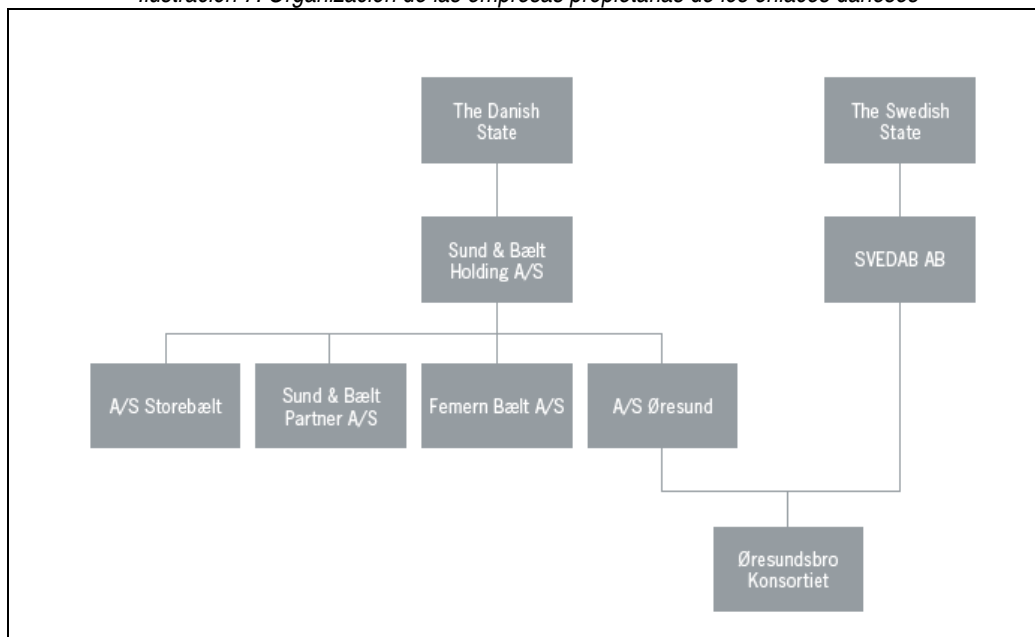 Ilustración 7. Organización de las empresas propietarias de los enlaces daneses
The Danish
State
The Swedish
State
Sund & Bælt
Holding A/S
SVEDAB AB
A/S Storebælt
Sund & Bælt
Partner A/S
Femern Bælt A/S
A/S Øresund
Øresundsbro
Konsortiet